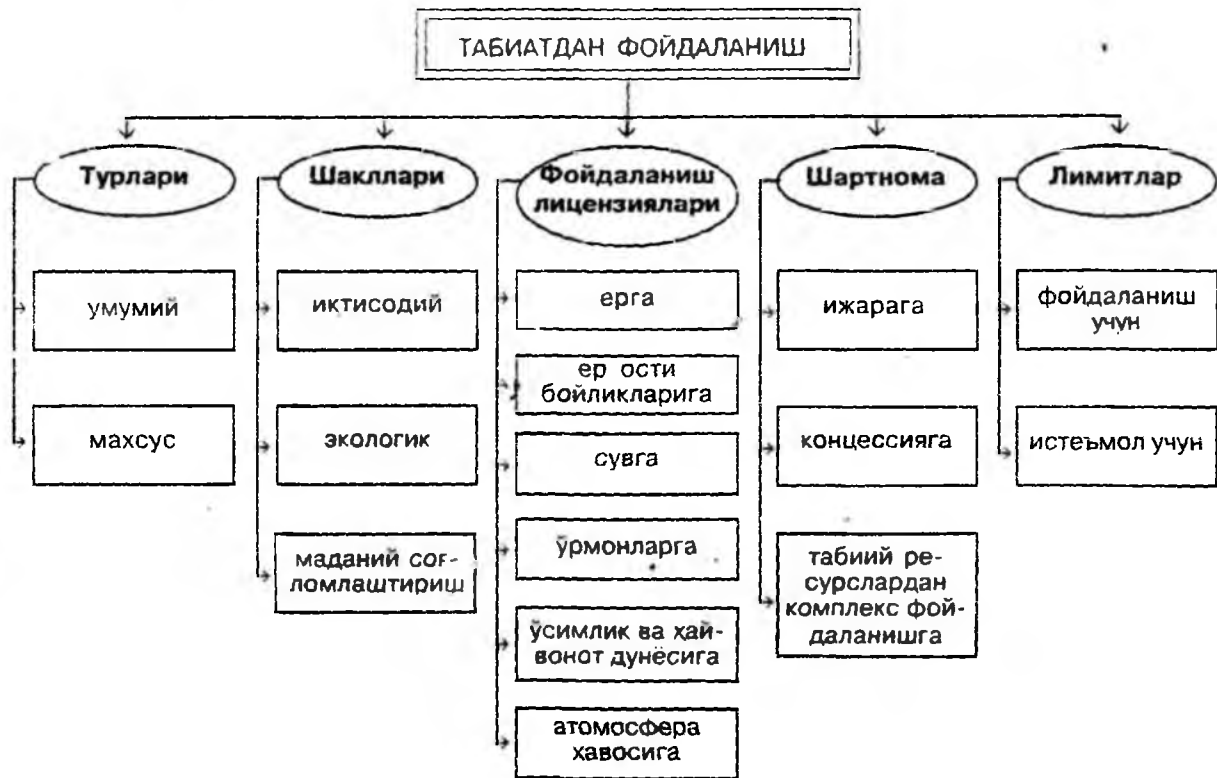 ТАБИАТДАН ФОЙДАЛАНИШ
Турлари
умумий
махсус
Шакллари
иқтисодий
экологик
маданий соғ-
ломлаштириш
Фойдаланиш
лицензиялари
ерга
ер ости
бойликларига
сувга
ўрмонларга
ўсимлик ва ҳай-
вонот дунёсига
атомосфера
ҳавосига
Шартнома
ижарага
концессияга
табиий ре-
сурслардан
комплекс фой-
даланишга
Лимитлар
фойдаланиш
учун
истеъмол учун